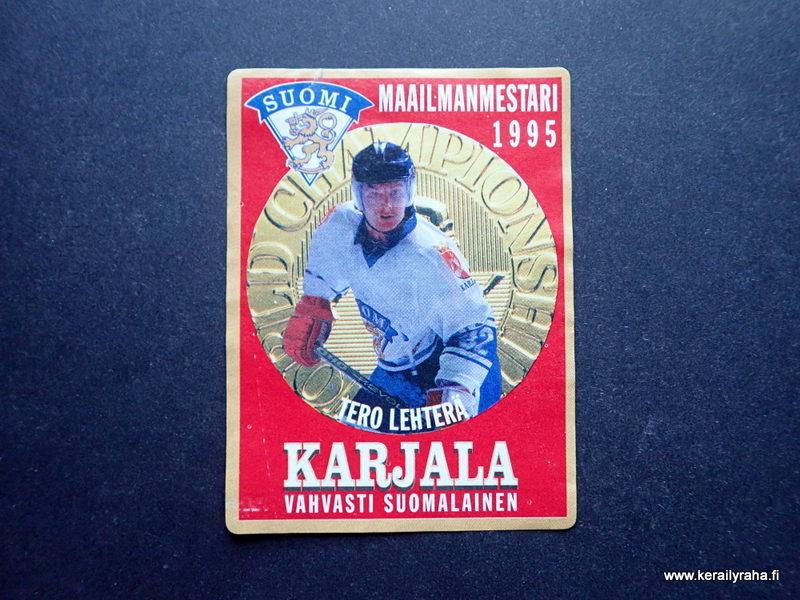 SUOMI
MAAILMANMESTARI
1995
WORLD CHAMPIONSHIP
TERO LEHTERÄ
KARJALA
VAHVASTI SUOMALAINEN
www.kerailyraha.fi